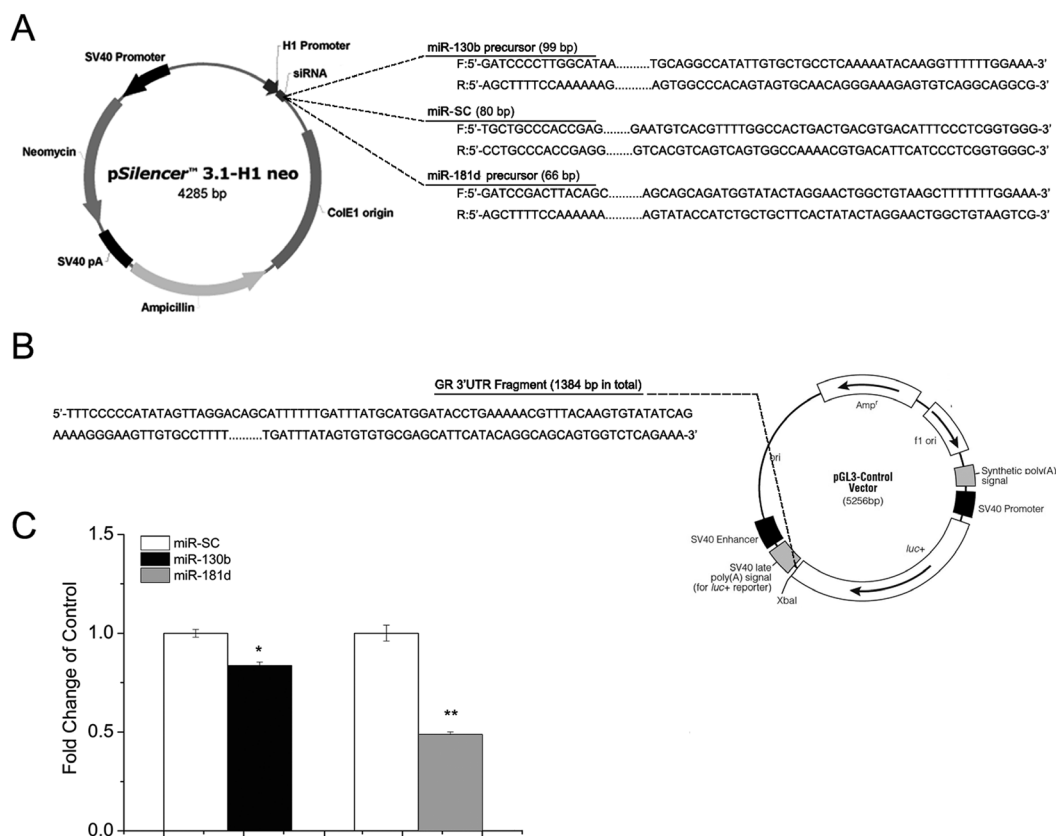 A
SV40 Promoter
H1 Promoter
siRNA
Neomycin
pSilencer™ 3.1-H1 neo
4285 bp
ColE1 origin
SV40 pA
Ampicillin
miR-130b precursor (99 bp)
F:5'-GATCCCCTTGGCATAA..........TGCAGGCCATATTGTGCTGCCTCAAAAATACAAGGTTTTTTGGAAA-3'
R:5'-AGCTTTTCCAAAAAAG..........AGTGGCCCACAGTAGTGCAACAGGGAAAGAGTGTCAGGCAGGCG-3'
miR-SC (80 bp)
F:5'-TGCTGCCCACCGAG........GAATGTCACGTTTTGGCCACTGACTGACGTGACATTTCCCTCGGTGGG-3'
R:5'-CCTGCCCACCGAGG........GTCACGTCAGTCAGTGGCCAAAACGTGACATTCATCCCTCGGTGGGC-3'
miR-181d precursor (66 bp)
F:5'-GATCCGACTTACAGC..........AGCAGCAGATGGTATACTAGGAACTGGCTGTAAGCTTTTTTTGGAAA-3'
R:5'-AGCTTTTCCAAAAAA..........AGTATACCATCTGCTGCTTCACTATACTAGGAACTGGCTGTAAGTCG-3'
B
GR 3'UTR Fragment (1384 bp in total)
5'-TTTCCCCCATATAGTTAGGACAGCATTTTTTGATTTATGCATGGATACCTGAAAAACGTTTACAAGTGTATATCAG
AAAAGGGAAGTTGTGCCTTTT..........TGATTTATAGTGTGTGCGAGCATTCATACAGGCAGCAGTGGTCTCAGAAA-3'
Ampr
f1 ori
ori
Synthetic poly(A)
signal
pGL3-Control
Vector
(5256bp)
SV40 Promoter
SV40 Enhancer
luc+
SV40 late
poly(A) signal
(for luc+ reporter)
XbaI
C
Fold Change of Control
1.5
1.0
0.5
0.0
miR-SC
miR-130b
miR-181d
*
**